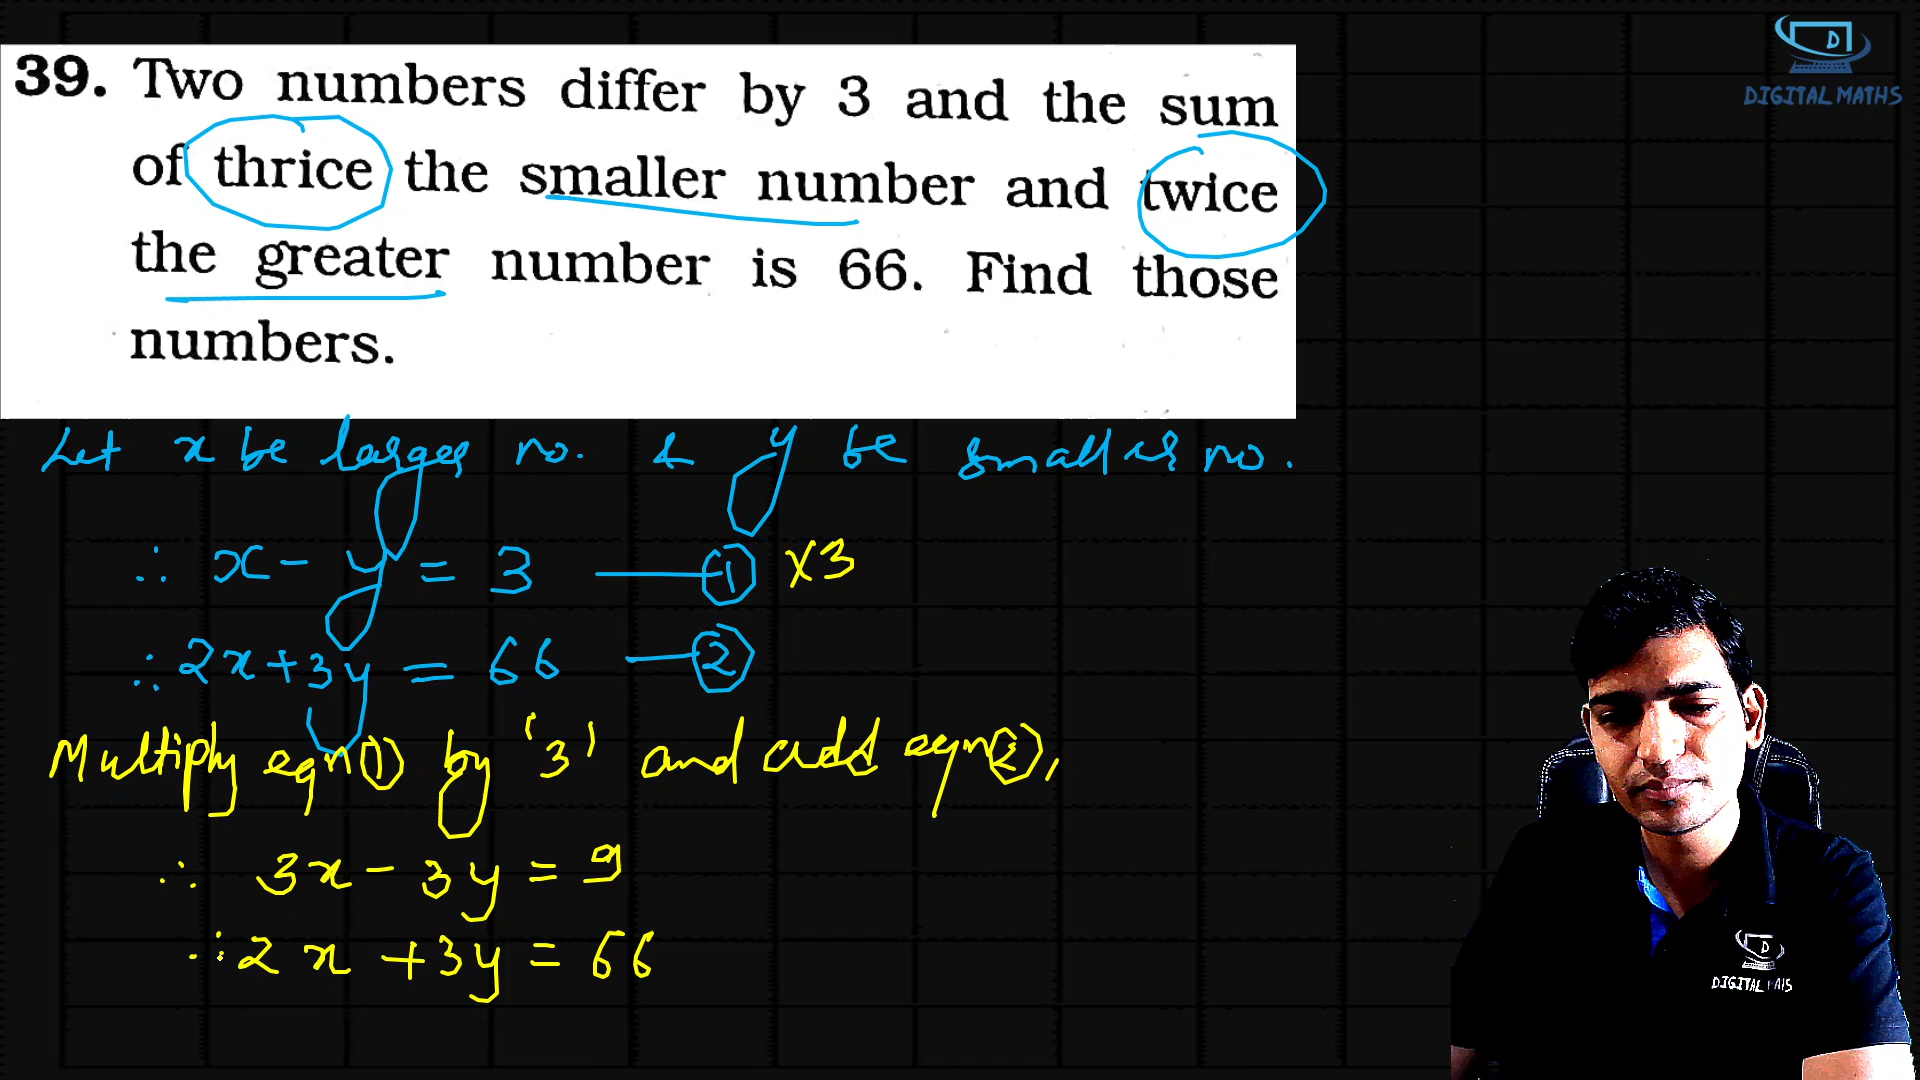 39. Two numbers differ by 3 and the sum
of thrice the smaller number and twice
the greater number is 66. Find those
numbers.
DIGITAL MATHS
Let x be larger no. & y be smaller no.
∴ x - y = 3 — ① ×3
∴ 2x + 3y = 66 — ②
Multiply eqn① by '3' and add eqn②,
∴ 3x - 3y = 9
∴ 2x + 3y = 66
D
DIGITAL